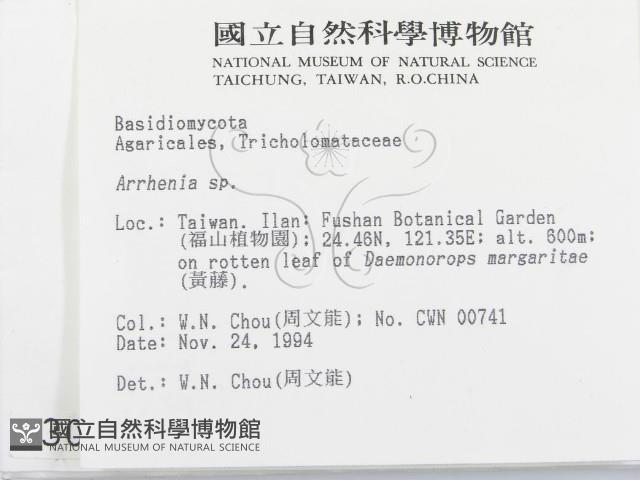 國立自然科學博物館
NATIONAL MUSEUM OF NATURAL SCIENCE
TAICHUNG, TAIWAN, R.O.CHINA
Basidiomycota
Agaricales, Tricholomataceae
Arrhenia sp.
Loc.: Taiwan. Ilan: Fushan Botanical Garden
(福山植物園); 24.46N, 121.35E; alt. 600m;
on rotten leaf of Daemonorops margaritae
(黃藤).
Col.: W.N. Chou(周文能); No. CWN 00741
Date: Nov. 24, 1994
Det.: W.N. Chou(周文能)
國立自然科學博物館
NATIONAL MUSEUM OF NATURAL SCIENCE